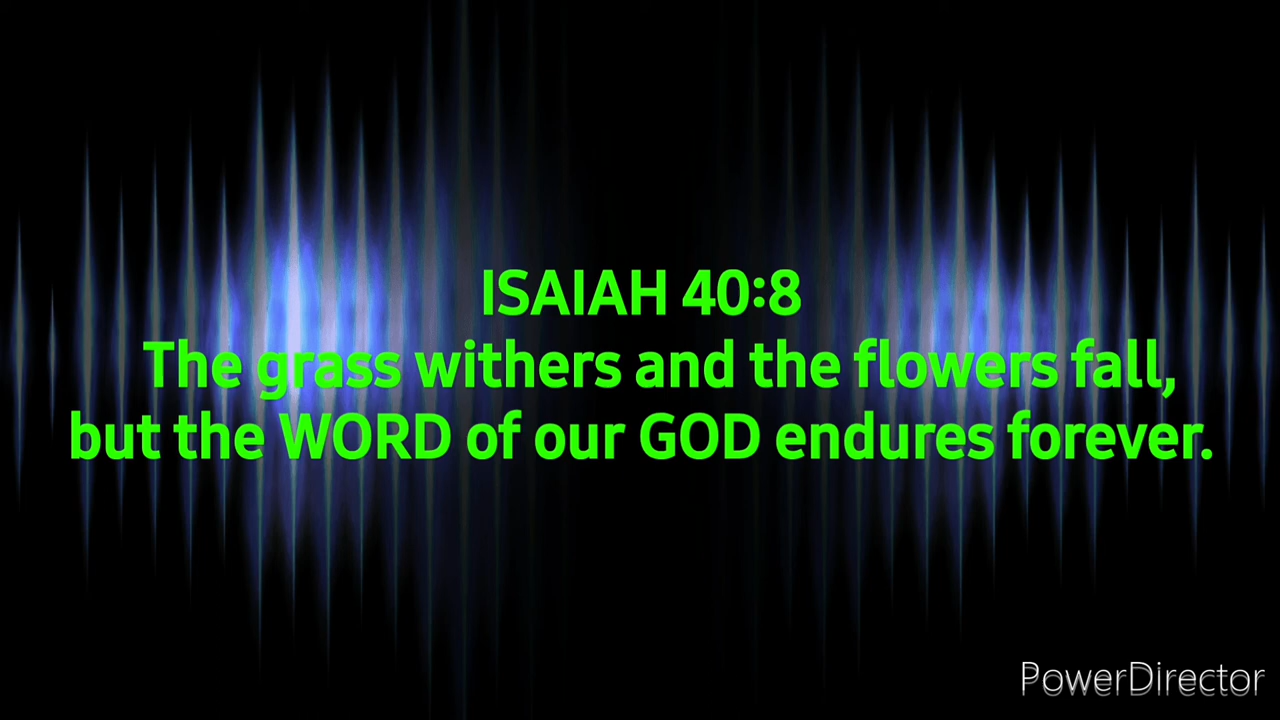 ISAIAH 40:8
The grass withers and the flowers fall,
but the WORD of our GOD endures forever.
PowerDirector